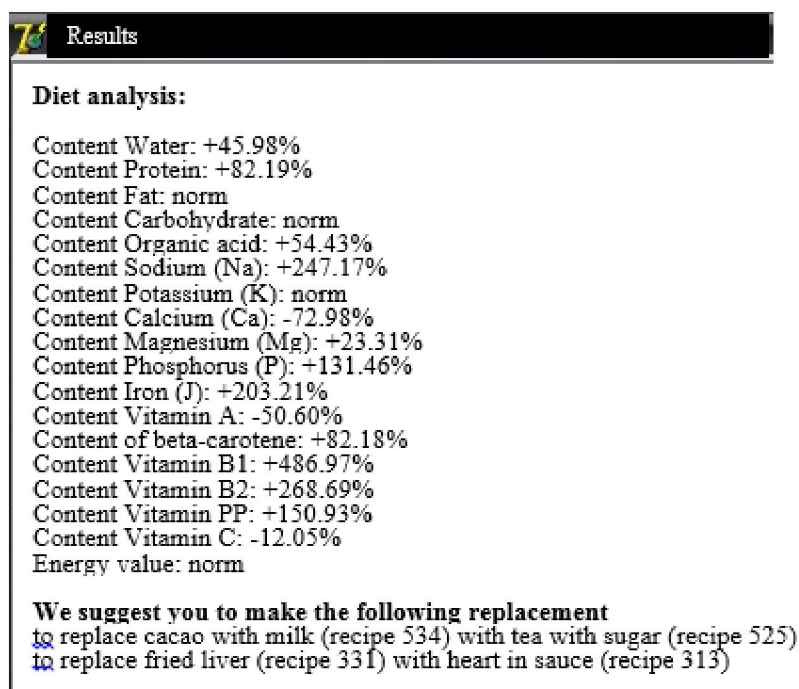 Results
Diet analysis:
Content Water: +45.98%
Content Protein: +82.19%
Content Fat: norm
Content Carbohydrate: norm
Content Organic acid: +54.43%
Content Sodium (Na): +247.17%
Content Potassium (K): norm
Content Calcium (Ca): -72.98%
Content Magnesium (Mg): +23.31%
Content Phosphorus (P): +131.46%
Content Iron (J): +203.21%
Content Vitamin A: -50.60%
Content of beta-carotene: +82.18%
Content Vitamin B1: +486.97%
Content Vitamin B2: +268.69%
Content Vitamin PP: +150.93%
Content Vitamin C: -12.05%
Energy value: norm
We suggest you to make the following replacement
to replace cacao with milk (recipe 534) with tea with sugar (recipe 525)
to replace fried liver (recipe 331) with heart in sauce (recipe 313)